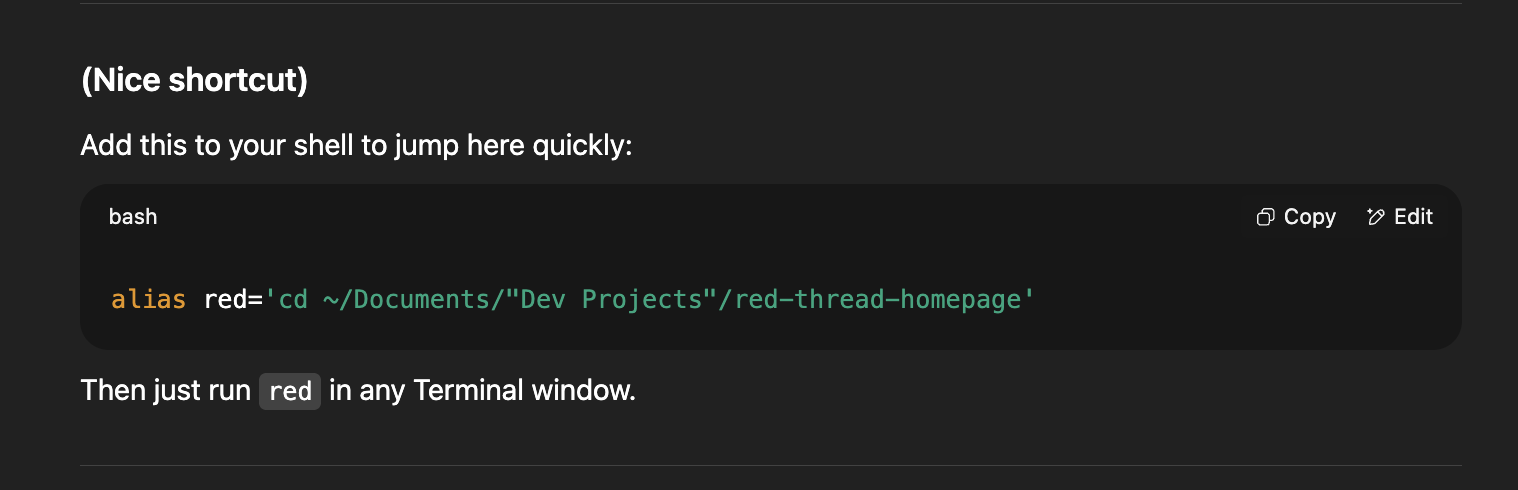 (Nice shortcut)
Add this to your shell to jump here quickly:
bash
Copy
Edit
alias red='cd ~/Documents/"Dev Projects"/red-thread-homepage'
Then just run red in any Terminal window.